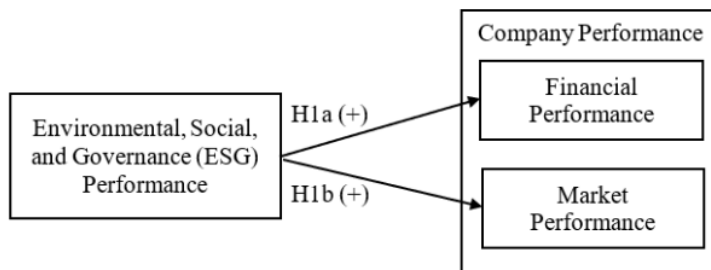 Company Performance
Financial
Performance
Environmental, Social,
and Governance (ESG)
Performance
H1a (+)
H1b (+)
Market
Performance